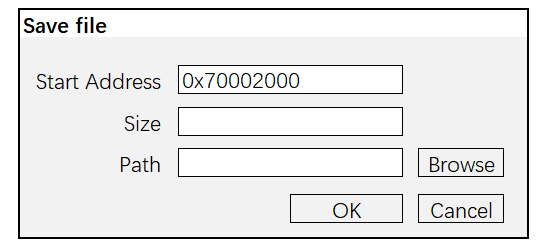 Save file
Start Address 0x70002000
Size
Path Browse
OK Cancel